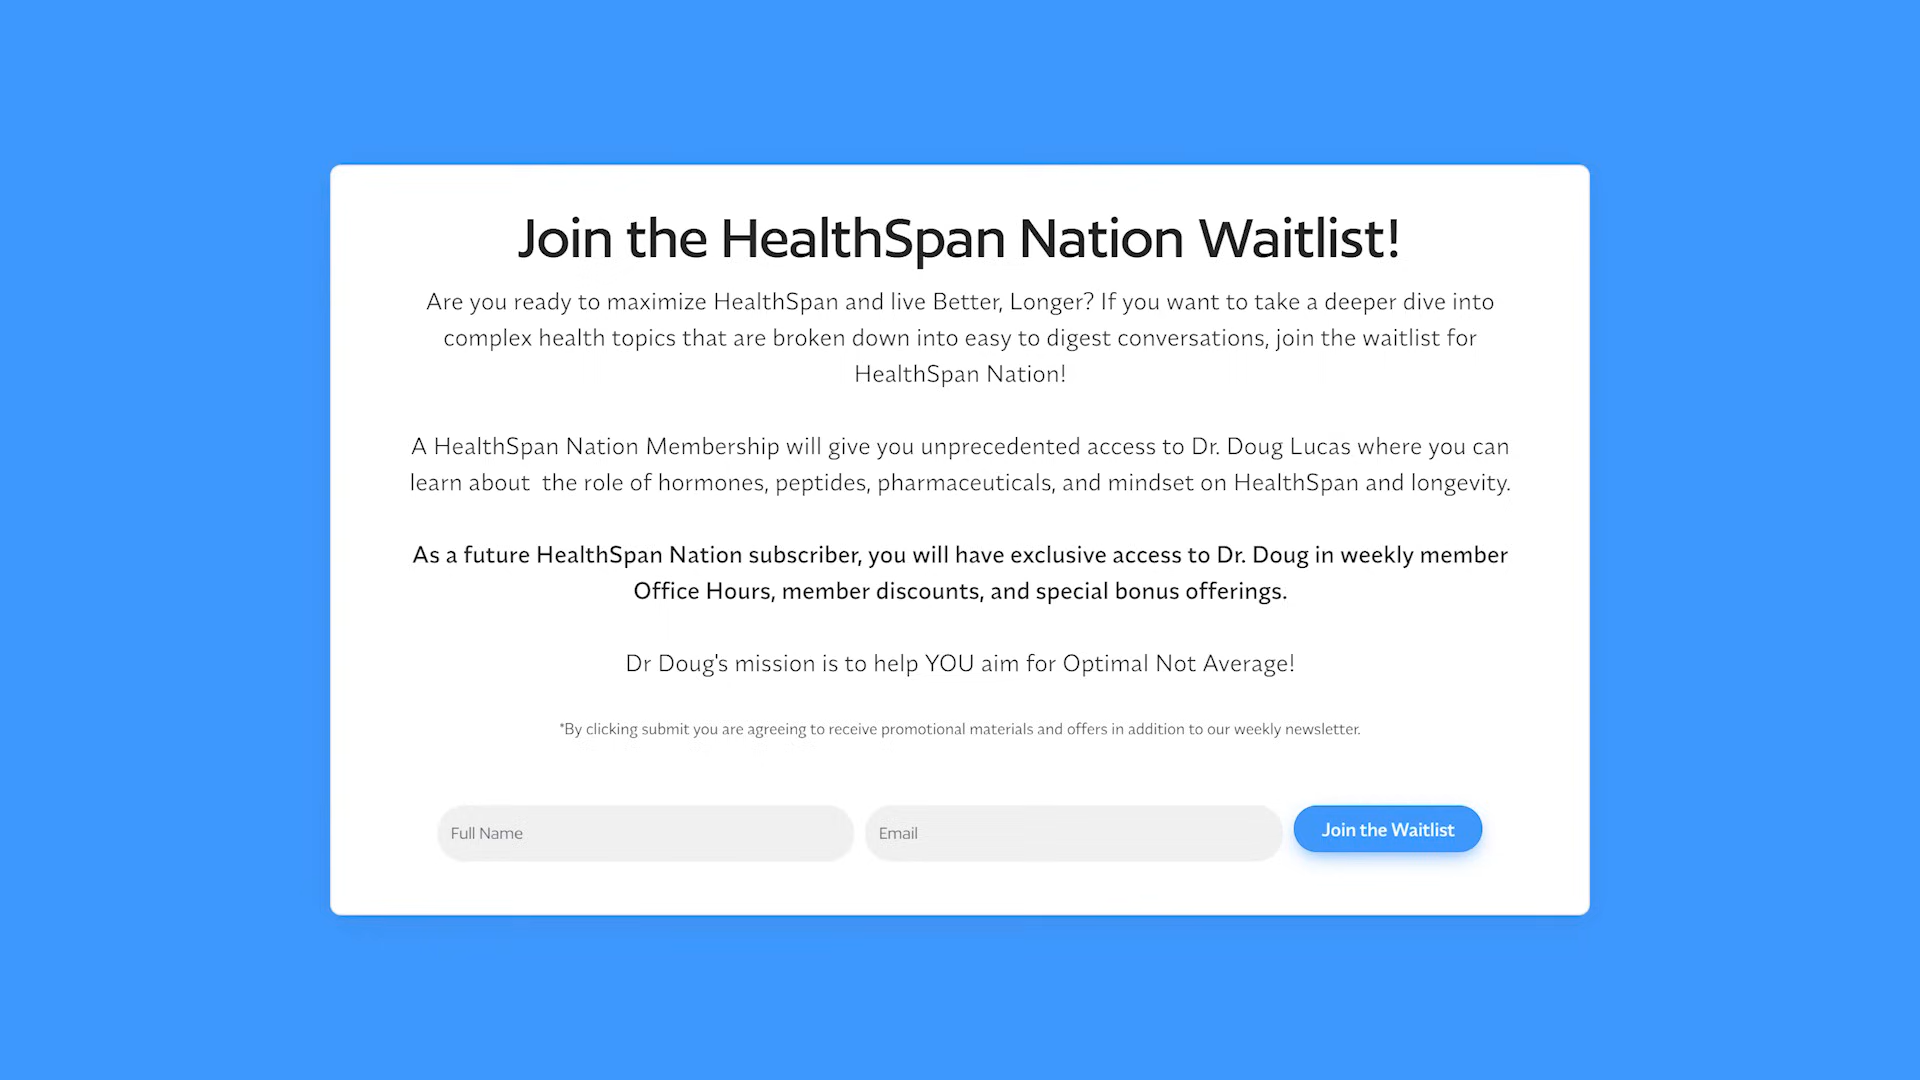 Join the HealthSpan Nation Waitlist!
Are you ready to maximize HealthSpan and live Better, Longer? If you want to take a deeper dive into
complex health topics that are broken down into easy to digest conversations, join the waitlist for
HealthSpan Nation!
A HealthSpan Nation Membership will give you unprecedented access to Dr. Doug Lucas where you can
learn about  the role of hormones, peptides, pharmaceuticals, and mindset on HealthSpan and longevity.
As a future HealthSpan Nation subscriber, you will have exclusive access to Dr. Doug in weekly member
Office Hours, member discounts, and special bonus offerings.
Dr Doug's mission is to help YOU aim for Optimal Not Average!
*By clicking submit you are agreeing to receive promotional materials and offers in addition to our weekly newsletter.
Full Name Email Join the Waitlist